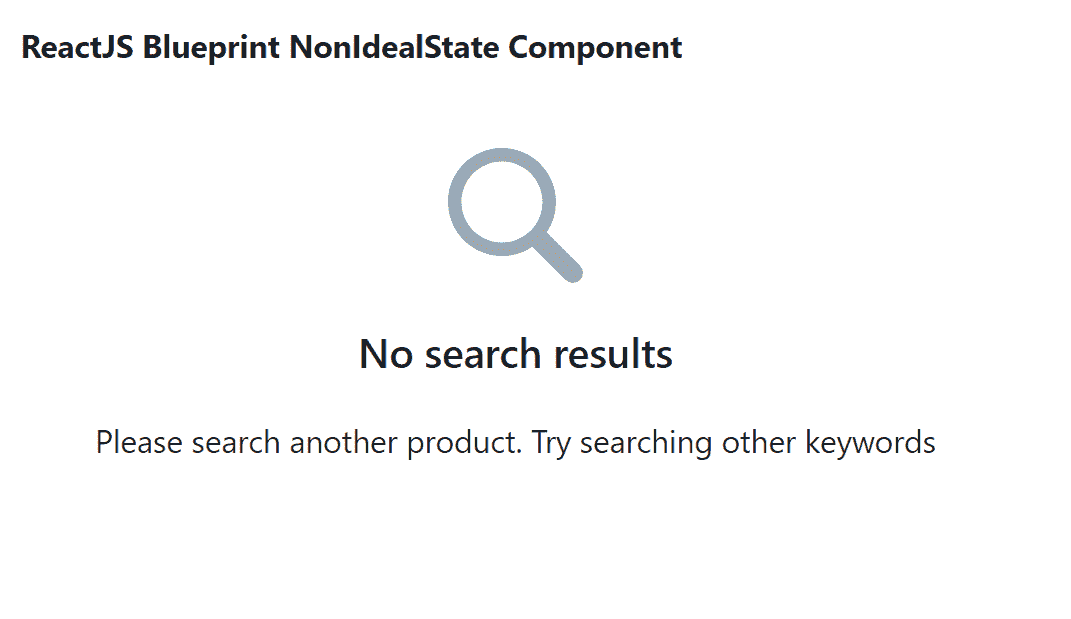 ReactJS Blueprint NonIdealState Component
No search results
Please search another product. Try searching other keywords